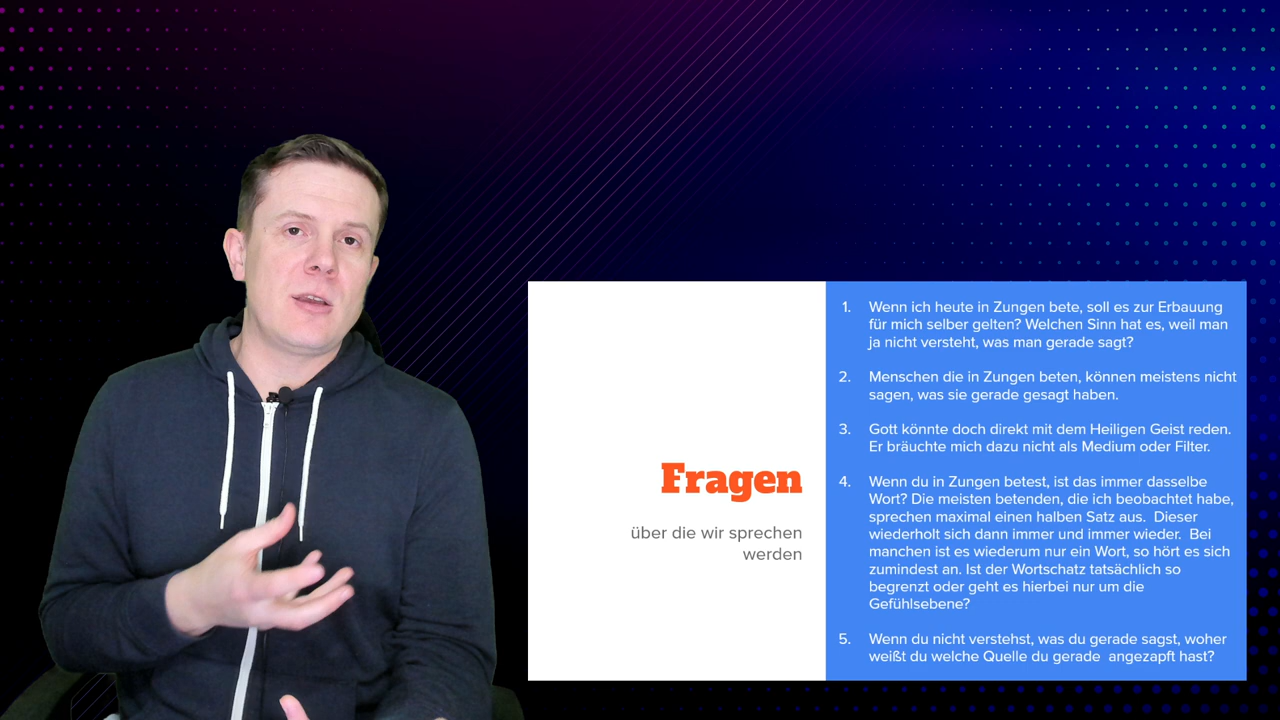 Fragen
über die wir sprechen
werden
1. Wenn ich heute in Zungen bete, soll es zur Erbauung
für mich selber gelten? Welchen Sinn hat es, weil man
ja nicht versteht, was man gerade sagt?
2. Menschen die in Zungen beten, können meistens nicht
sagen, was sie gerade gesagt haben.
3. Gott könnte doch direkt mit dem Heiligen Geist reden.
Er bräuchte mich dazu nicht als Medium oder Filter.
4. Wenn du in Zungen betest, ist das immer dasselbe
Wort? Die meisten betenden, die ich beobachtet habe,
sprechen maximal einen halben Satz aus.  Dieser
wiederholt sich dann immer und immer wieder.  Bei
manchen ist es wiederum nur ein Wort, so hört es sich
zumindest an. Ist der Wortschatz tatsächlich so
begrenzt oder geht es hierbei nur um die
Gefühlsebene?
5. Wenn du nicht verstehst, was du gerade sagst, woher
weißt du welche Quelle du gerade  angezapft hast?